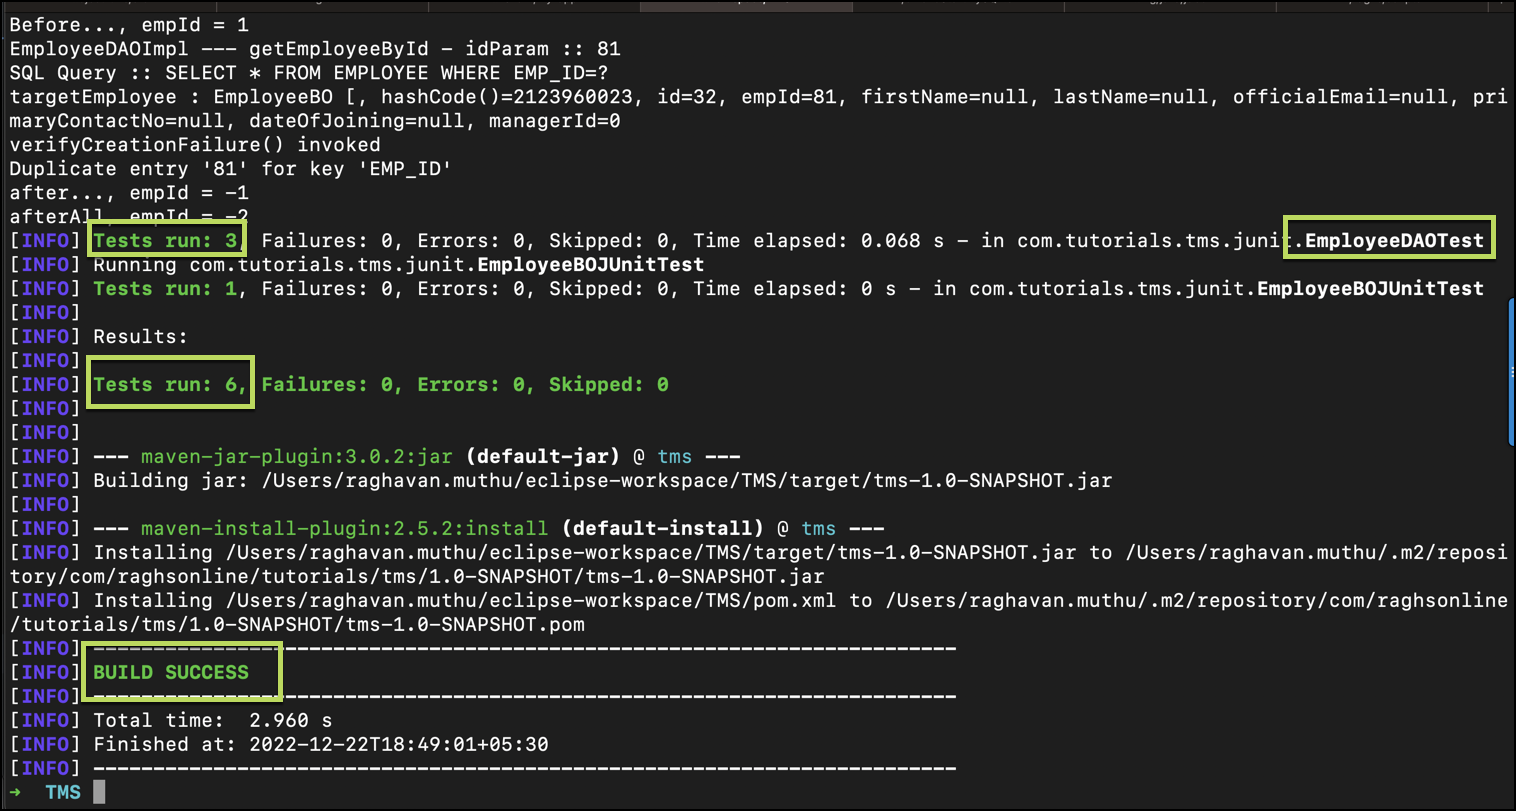 Before..., empId = 1
EmployeeDAOImpl --- getEmployeeById - idParam :: 81
SQL Query :: SELECT * FROM EMPLOYEE WHERE EMP_ID=?
targetEmployee : EmployeeBO [, hashCode()=2123960023, id=32, empId=81, firstName=null, lastName=null, officialEmail=null, pri
maryContactNo=null, dateOfJoining=null, managerId=0
verifyCreationFailure() invoked
Duplicate entry '81' for key 'EMP_ID'
after..., empId = -1
afterAll, empId = -2
[INFO] Tests run: 3, Failures: 0, Errors: 0, Skipped: 0, Time elapsed: 0.068 s - in com.tutorials.tms.junit.EmployeeDAOTest
[INFO] Running com.tutorials.tms.junit.EmployeeBOJUnitTest
[INFO] Tests run: 1, Failures: 0, Errors: 0, Skipped: 0, Time elapsed: 0 s - in com.tutorials.tms.junit.EmployeeBOJUnitTest
[INFO]
[INFO] Results:
[INFO]
[INFO] Tests run: 6, Failures: 0, Errors: 0, Skipped: 0
[INFO]
[INFO]
[INFO] --- maven-jar-plugin:3.0.2:jar (default-jar) @ tms ---
[INFO] Building jar: /Users/raghavan.muthu/eclipse-workspace/TMS/target/tms-1.0-SNAPSHOT.jar
[INFO]
[INFO] --- maven-install-plugin:2.5.2:install (default-install) @ tms ---
[INFO] Installing /Users/raghavan.muthu/eclipse-workspace/TMS/target/tms-1.0-SNAPSHOT.jar to /Users/raghavan.muthu/.m2/reposi
tory/com/raghsonline/tutorials/tms/1.0-SNAPSHOT/tms-1.0-SNAPSHOT.jar
[INFO] Installing /Users/raghavan.muthu/eclipse-workspace/TMS/pom.xml to /Users/raghavan.muthu/.m2/repository/com/raghsonline
/tutorials/tms/1.0-SNAPSHOT/tms-1.0-SNAPSHOT.pom
[INFO] ------------------------------------------------------------------------
[INFO] BUILD SUCCESS
[INFO] ------------------------------------------------------------------------
[INFO] Total time:  2.960 s
[INFO] Finished at: 2022-12-22T18:49:01+05:30
[INFO] ------------------------------------------------------------------------
→ TMS